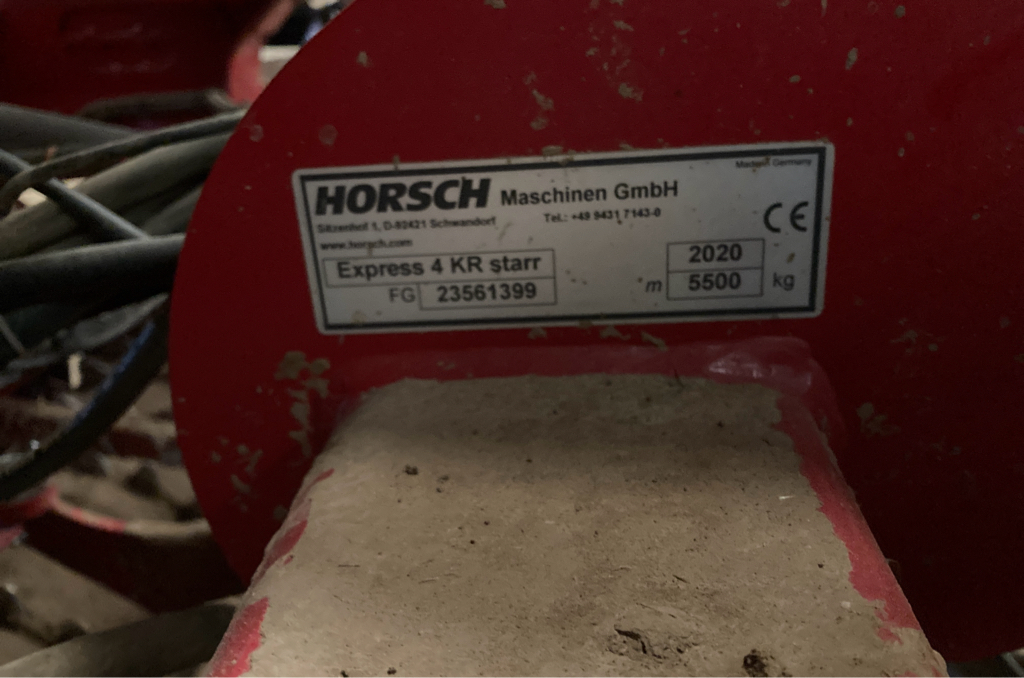 Made in Germany
HORSCH Maschinen GmbH
Sitzenhof 1, D-92421 Schwandorf
Tel.: +49 9431 7143-0
www.horsch.com
CE
Express 4 KR starr
2020
FG 23561399
m 5500 kg